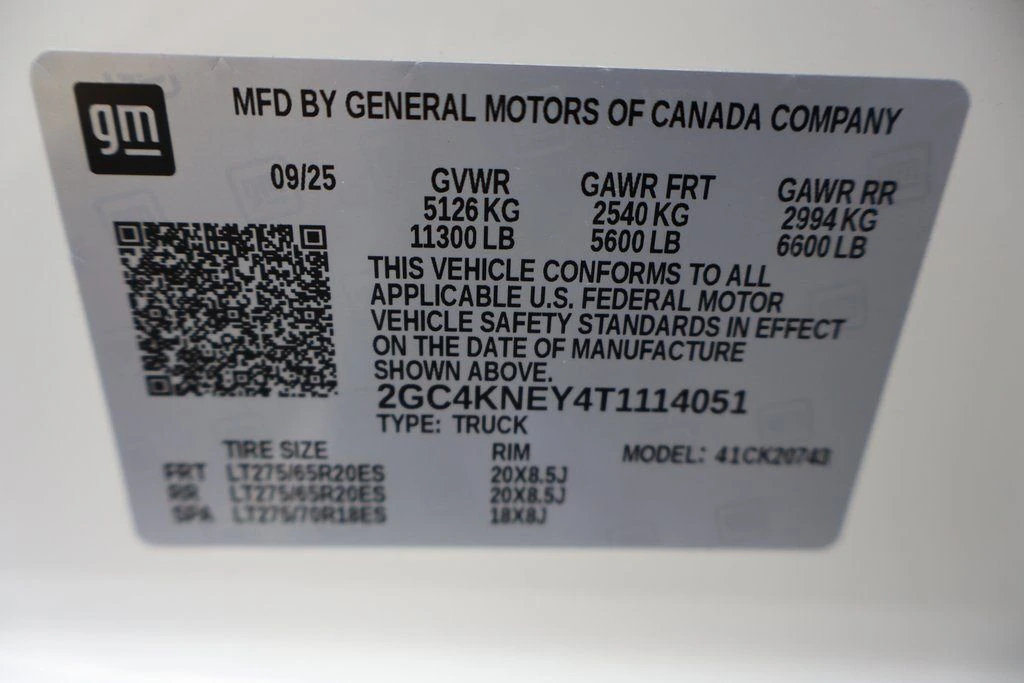 gm
MFD BY GENERAL MOTORS OF CANADA COMPANY
09/25 GVWR GAWR FRT GAWR RR
5126 KG 2540 KG 2994 KG
11300 LB 5600 LB 6600 LB
THIS VEHICLE CONFORMS TO ALL
APPLICABLE U.S. FEDERAL MOTOR
VEHICLE SAFETY STANDARDS IN EFFECT
ON THE DATE OF MANUFACTURE
SHOWN ABOVE.
2GC4KNEY4T1114051
TYPE: TRUCK
TIRE SIZE RIM MODEL: 41CK20743
FRT LT275/65R20ES 20X8.5J
RR LT275/65R20ES 20X8.5J
SPA LT275/70R18ES 18X8J